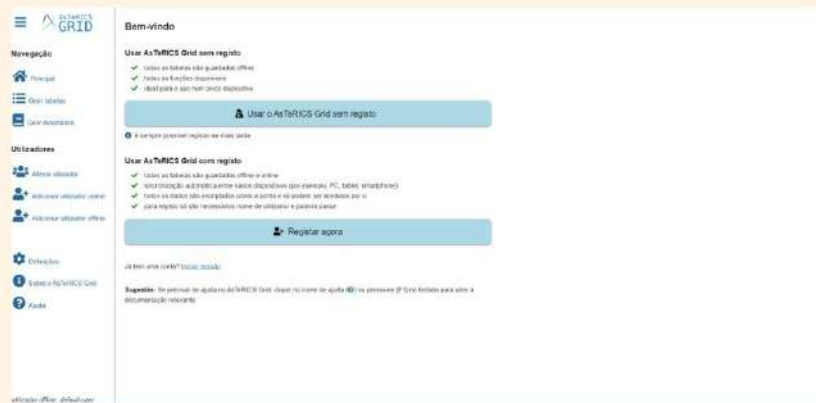 ASTERICS
GRID
Navegação
Principal
Gerir tabelas
Gerir dicionários
Utilizadores
Alterar utilizador
Adicionar utilizador online
Adicionar utilizador offline
Definições
Sobre o AsTeRICS Grid
Ajuda
utilizador offline: default-user
Bem-vindo
Usar AsTeRICS Grid sem registo
todas as tabelas são guardadas offline
todas as funções disponíveis
ideal para o uso num único dispositivo
Usar o AsTeRICS Grid sem registo
É sempre possível registar-se mais tarde
Usar AsTeRICS Grid com registo
todas as tabelas são guardadas offline e online
sincronização automática entre vários dispositivos (por exemplo, PC, tablet, smartphone)
todos os dados são encriptados ponto a ponto e só podem ser acedidos por si
para registo só são necessários nome de utilizador e palavra passe
Registar agora
Já tem uma conta? Iniciar sessão
Sugestão: Se precisar de ajuda no AsTeRICS Grid, clique no ícone de ajuda (?) ou pressione [F1] no teclado para abrir a
documentação relevante.